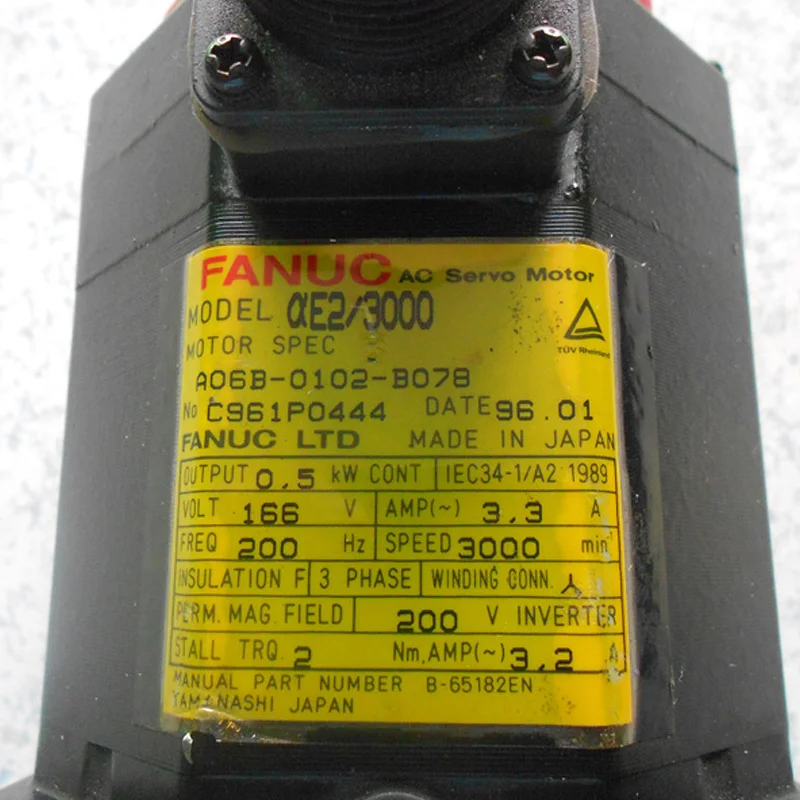 FANUC AC Servo Motor
MODEL αE2/3000
TÜV Rheinland
MOTOR SPEC
A06B-0102-B078
No C961P0444 DATE 96.01
FANUC LTD MADE IN JAPAN
OUTPUT 0.5 kW CONT IEC34-1/A2 1989
VOLT 166 V AMP(~) 3.3 A
FREQ 200 Hz SPEED 3000 min
INSULATION F 3 PHASE WINDING CONN.
PERM. MAG. FIELD 200 V INVERTER
STALL TRQ. 2 Nm, AMP(~) 3.2 A
MANUAL PART NUMBER B-65182EN
YAMANASHI JAPAN